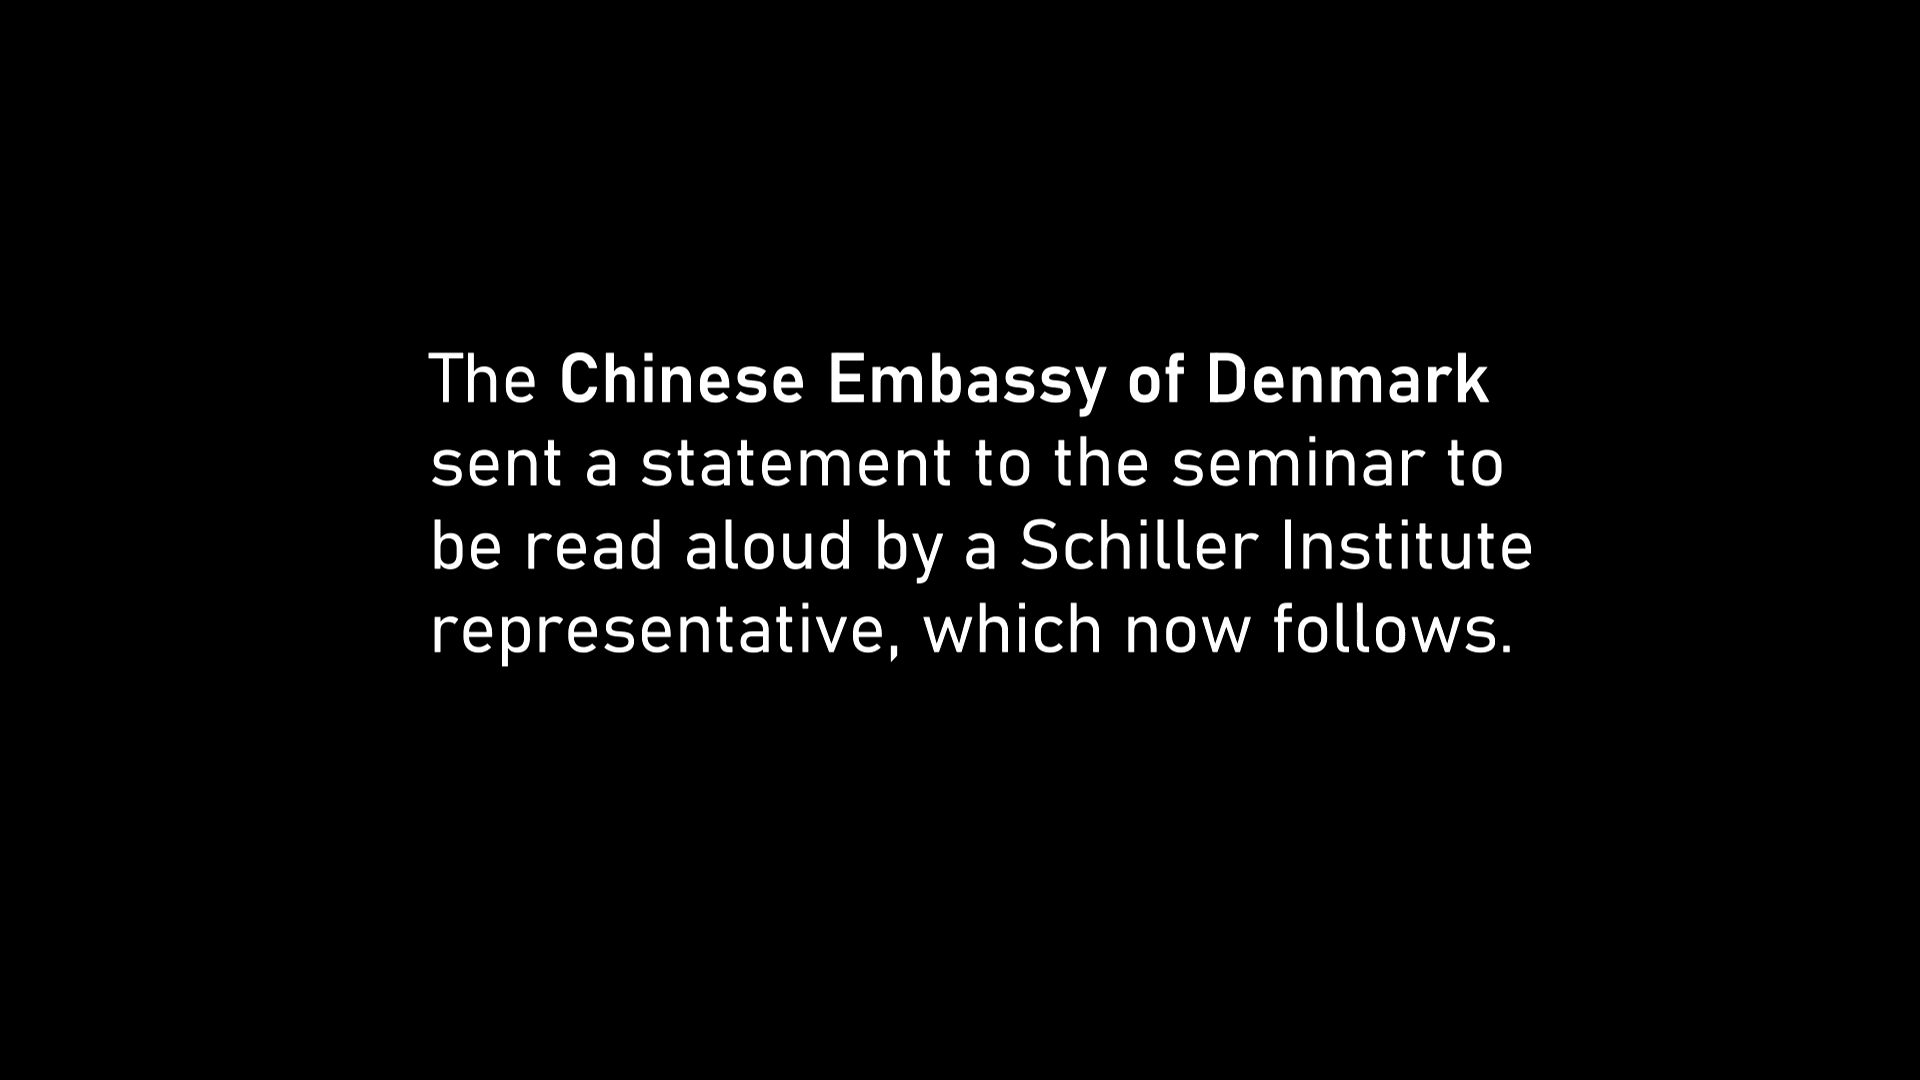 The Chinese Embassy of Denmark
sent a statement to the seminar to
be read aloud by a Schiller Institute
representative, which now follows.